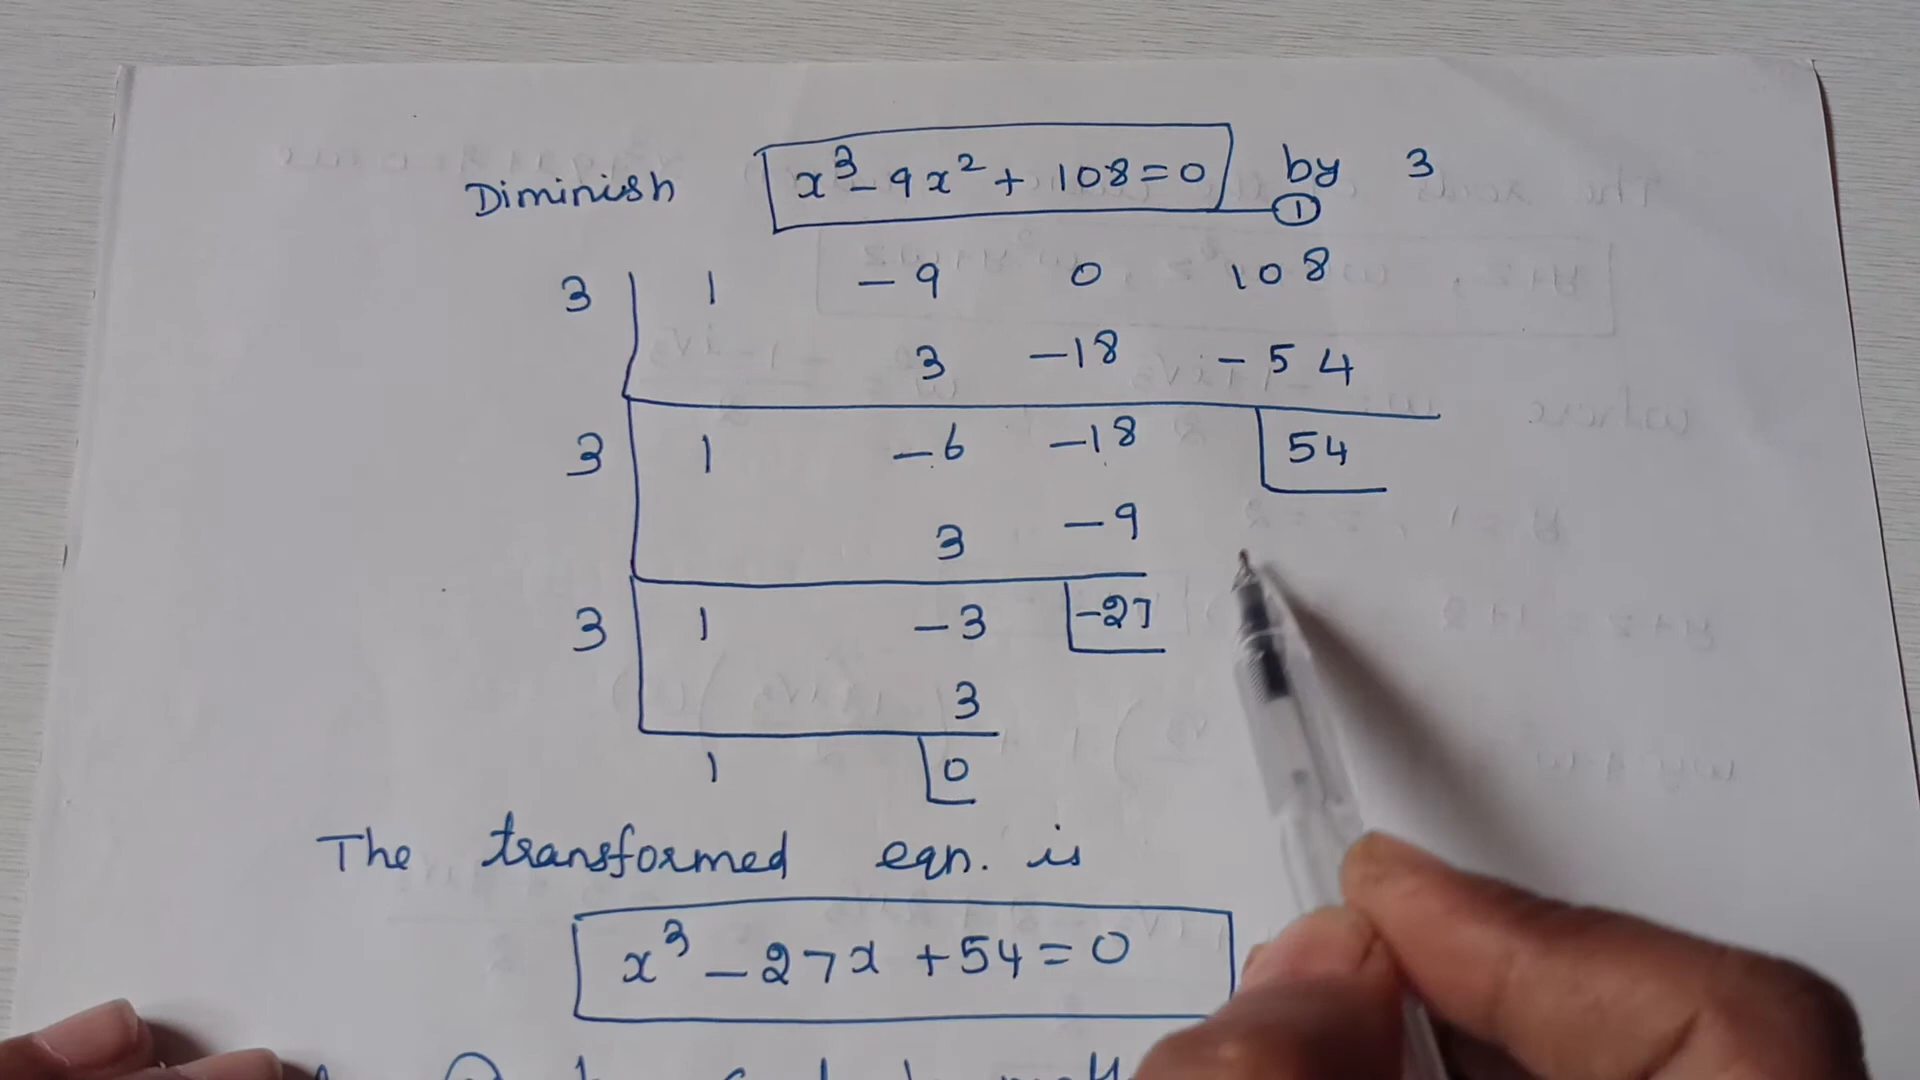 Diminish x³ - 9x² + 108 = 0 by 3
①
3 1 -9 0 108
3 -18 -54
3 1 -6 -18 54
3 -9
3 1 -3 -27
3
1 0
The transformed eqn. is
x³ - 27x + 54 = 0